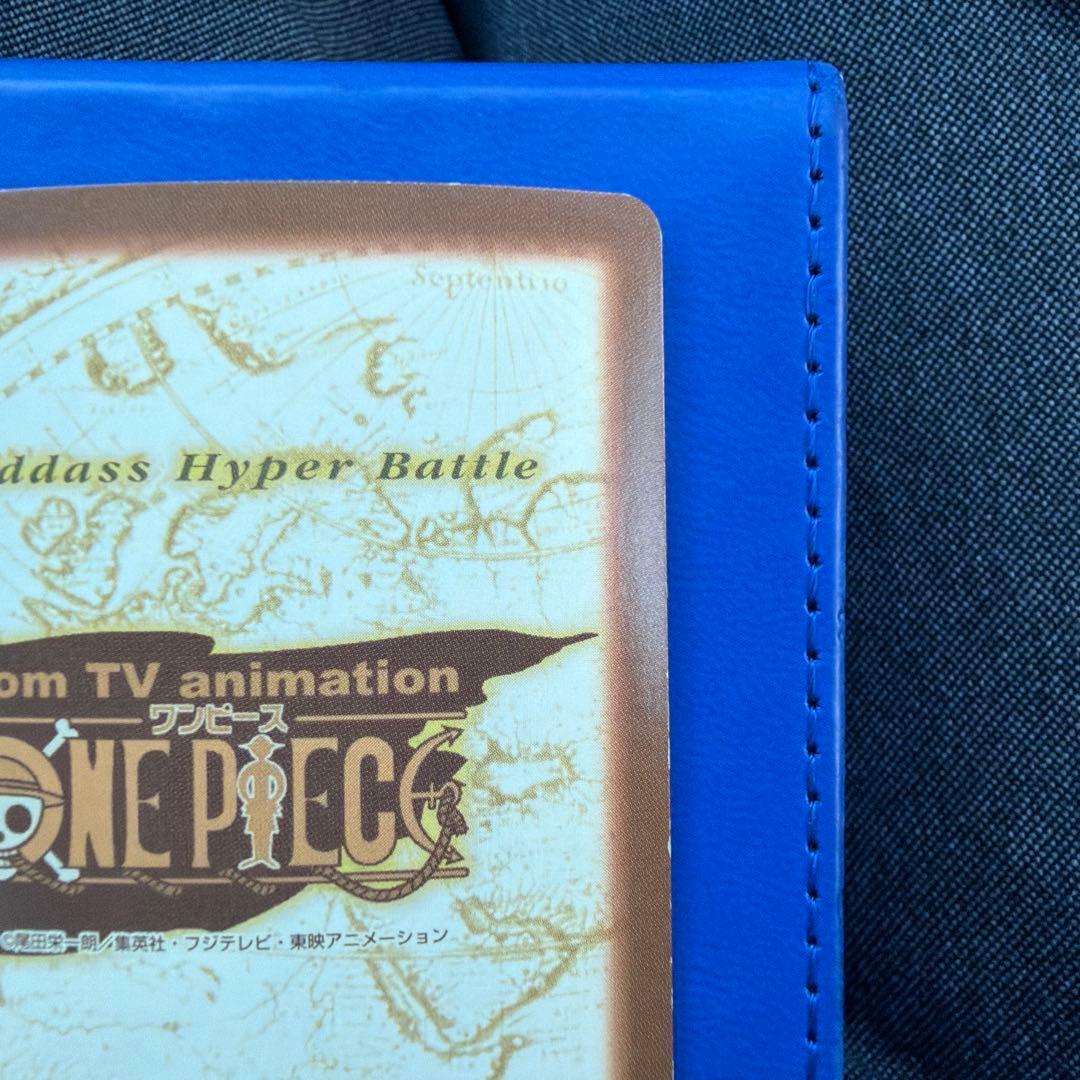 Septentrio
ddass Hyper Battle
om TV animation
ワンピース
ONE PIECE
©尾田栄一郎/集英社・フジテレビ・東映アニメーション